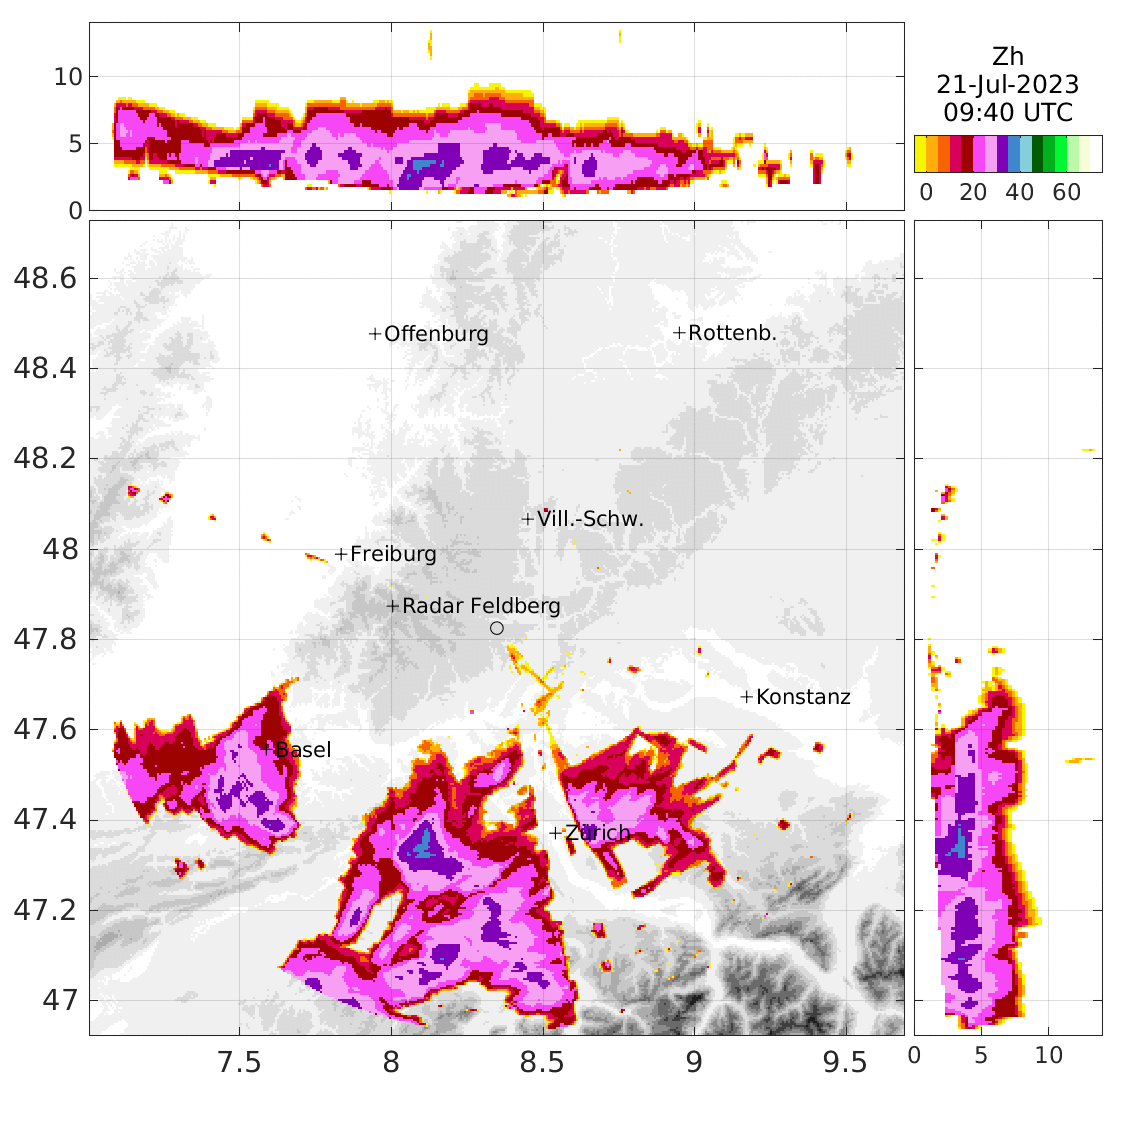 10
5
0
Zh
21-Jul-2023
09:40 UTC
0 20 40 60
48.6
48.4
48.2
48
47.8
47.6
47.4
47.2
47
+Offenburg
+Rottenb.
+Vill.-Schw.
+Freiburg
+Radar Feldberg
+Konstanz
+Basel
+Zürich
7.5 8 8.5 9 9.5
0 5 10